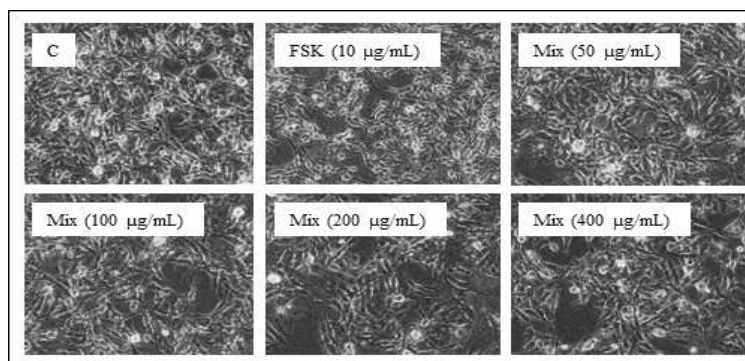 C
FSK (10 μg/mL)
Mix (50 μg/mL)
Mix (100 μg/mL)
Mix (200 μg/mL)
Mix (400 μg/mL)